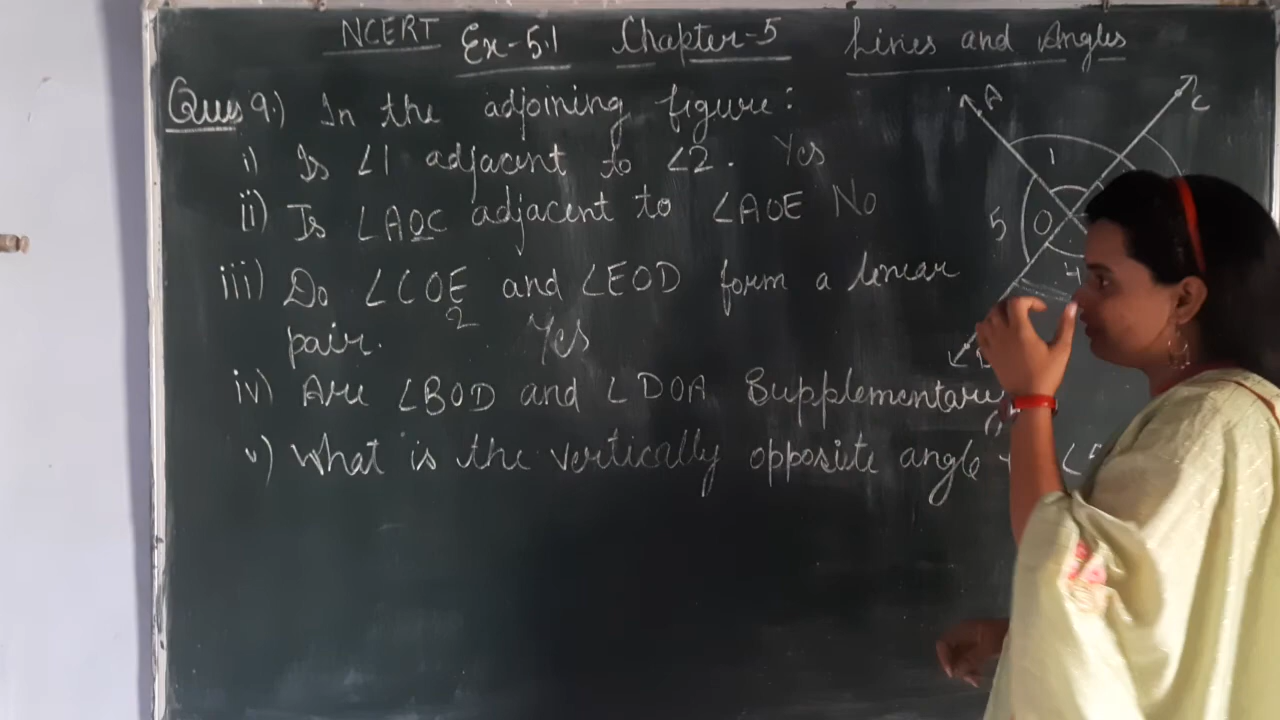 NCERT Ex-5.1 Chapter-5 Lines and Angles
Ques 9.) In the adjoining figure:
i) Is ∠1 adjacent to ∠2. Yes
ii) Is ∠AOC adjacent to ∠AOE No
iii) Do ∠COE and ∠EOD form a linear
2
pair. Yes
iv) Are ∠BOD and ∠DOA Supplementary
v) What is the vertically opposite angle
A
C
1
5
O
4